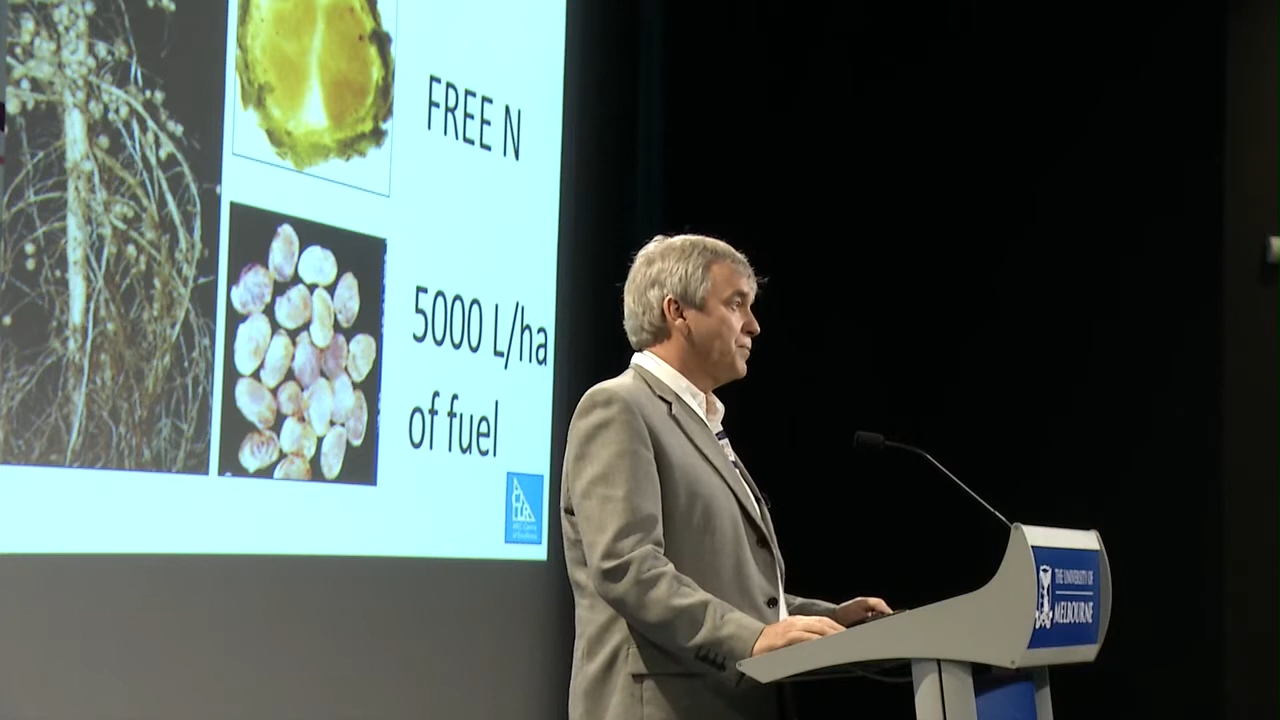 FREE N
5000 L/ha
of fuel
THE UNIVERSITY OF
MELBOURNE